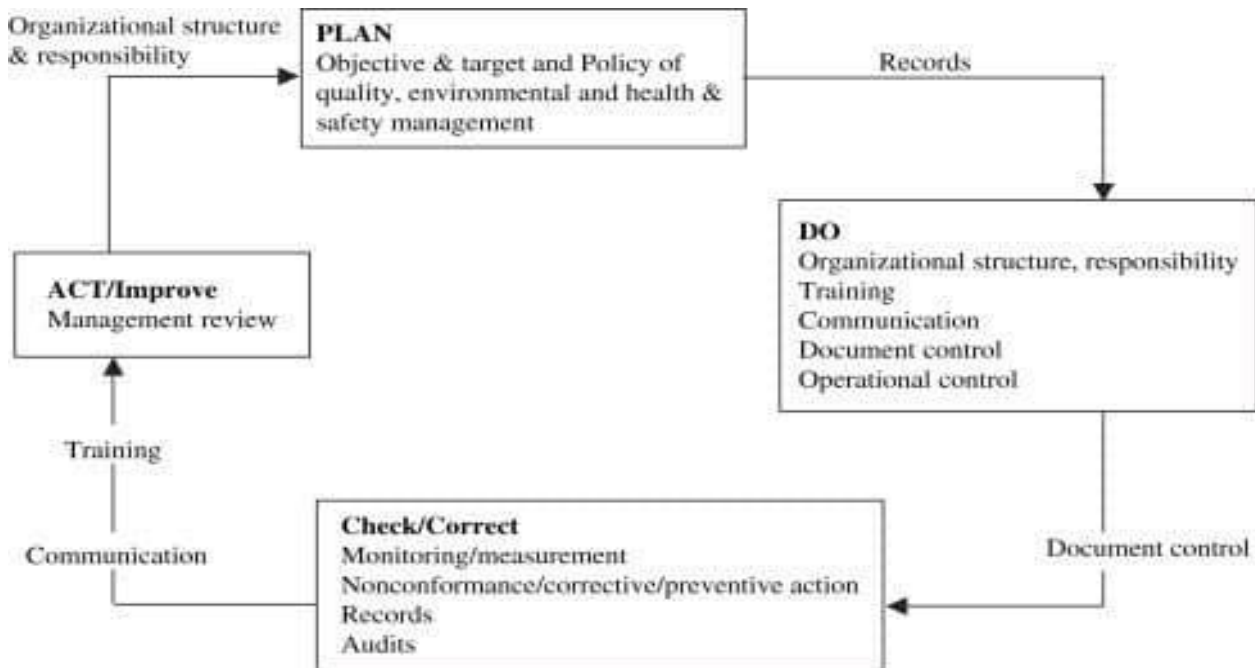 Organizational structure
& responsibility
PLAN
Objective & target and Policy of
quality, environmental and health &
safety management
Records
DO
Organizational structure, responsibility
Training
Communication
Document control
Operational control
ACT/Improve
Management review
Training
Communication
Check/Correct
Monitoring/measurement
Nonconformance/corrective/preventive action
Records
Audits
Document control